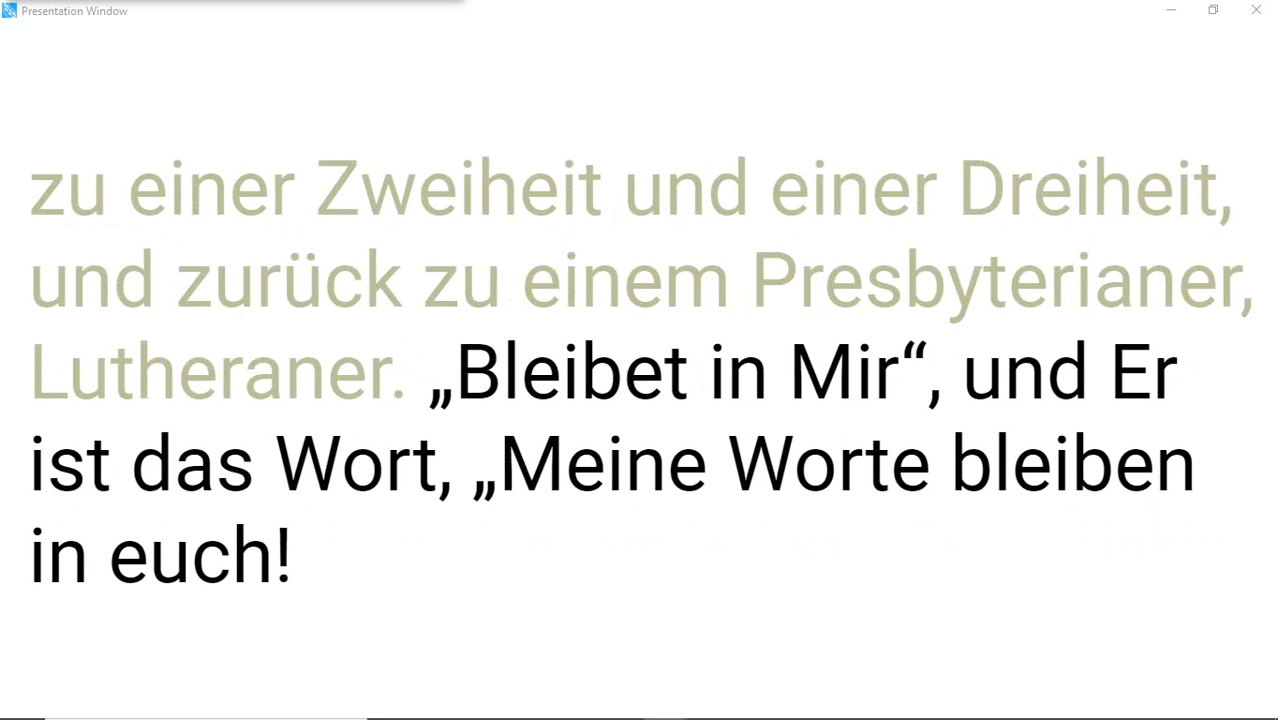 Presentation Window
zu einer Zweiheit und einer Dreiheit,
und zurück zu einem Presbyterianer,
Lutheraner. „Bleibet in Mir“, und Er
ist das Wort, „Meine Worte bleiben
in euch!